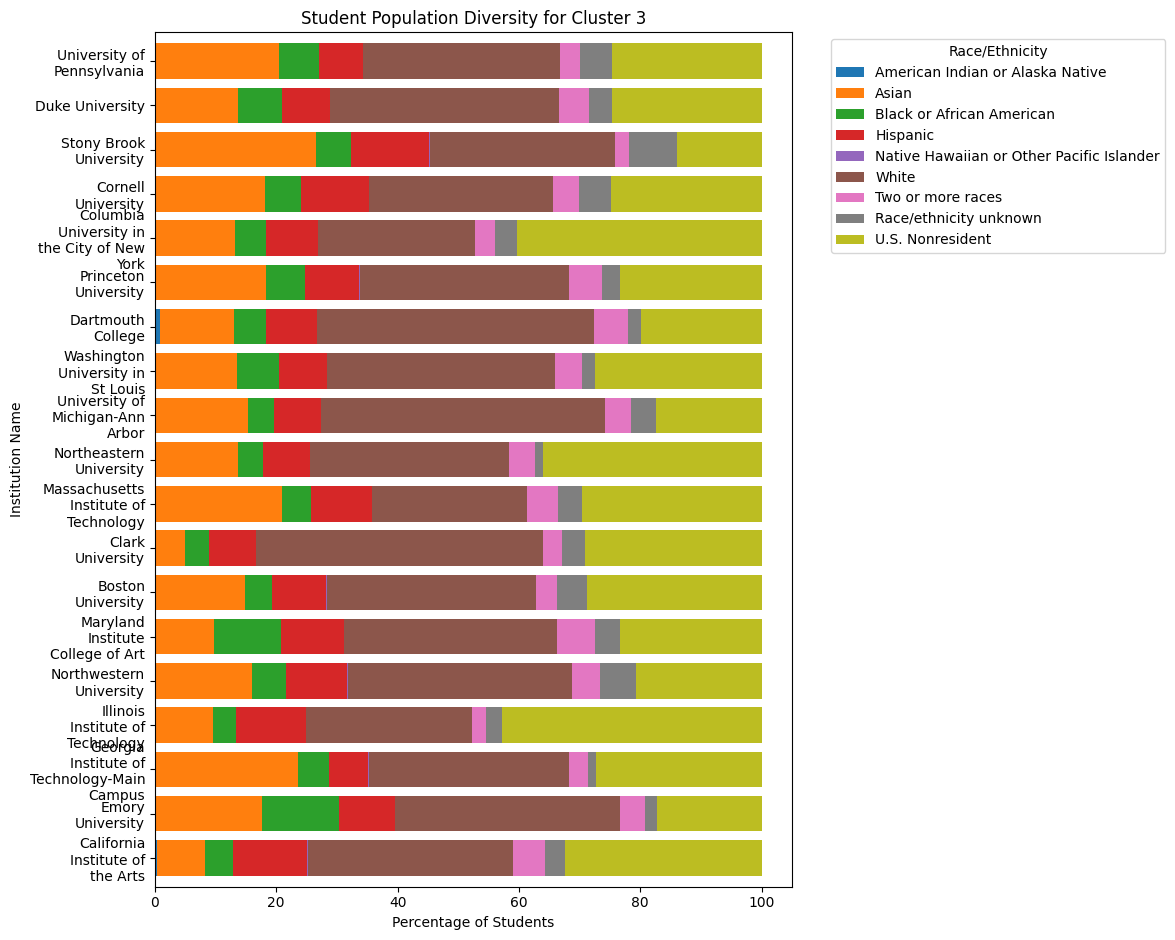 Student Population Diversity for Cluster 3
University of
Pennsylvania
Duke University
Stony Brook
University
Cornell
University
Columbia
University in
the City of New
York
Princeton
University
Dartmouth
College
Washington
University in
St Louis
University of
Michigan-Ann
Arbor
Northeastern
University
Massachusetts
Institute of
Technology
Clark
University
Boston
University
Maryland
Institute
College of Art
Northwestern
University
Illinois
Institute of
Technology
Georgia
Institute of
Technology-Main
Campus
Emory
University
California
Institute of
the Arts
Institution Name
0 20 40 60 80 100
Percentage of Students
Race/Ethnicity
American Indian or Alaska Native
Asian
Black or African American
Hispanic
Native Hawaiian or Other Pacific Islander
White
Two or more races
Race/ethnicity unknown
U.S. Nonresident